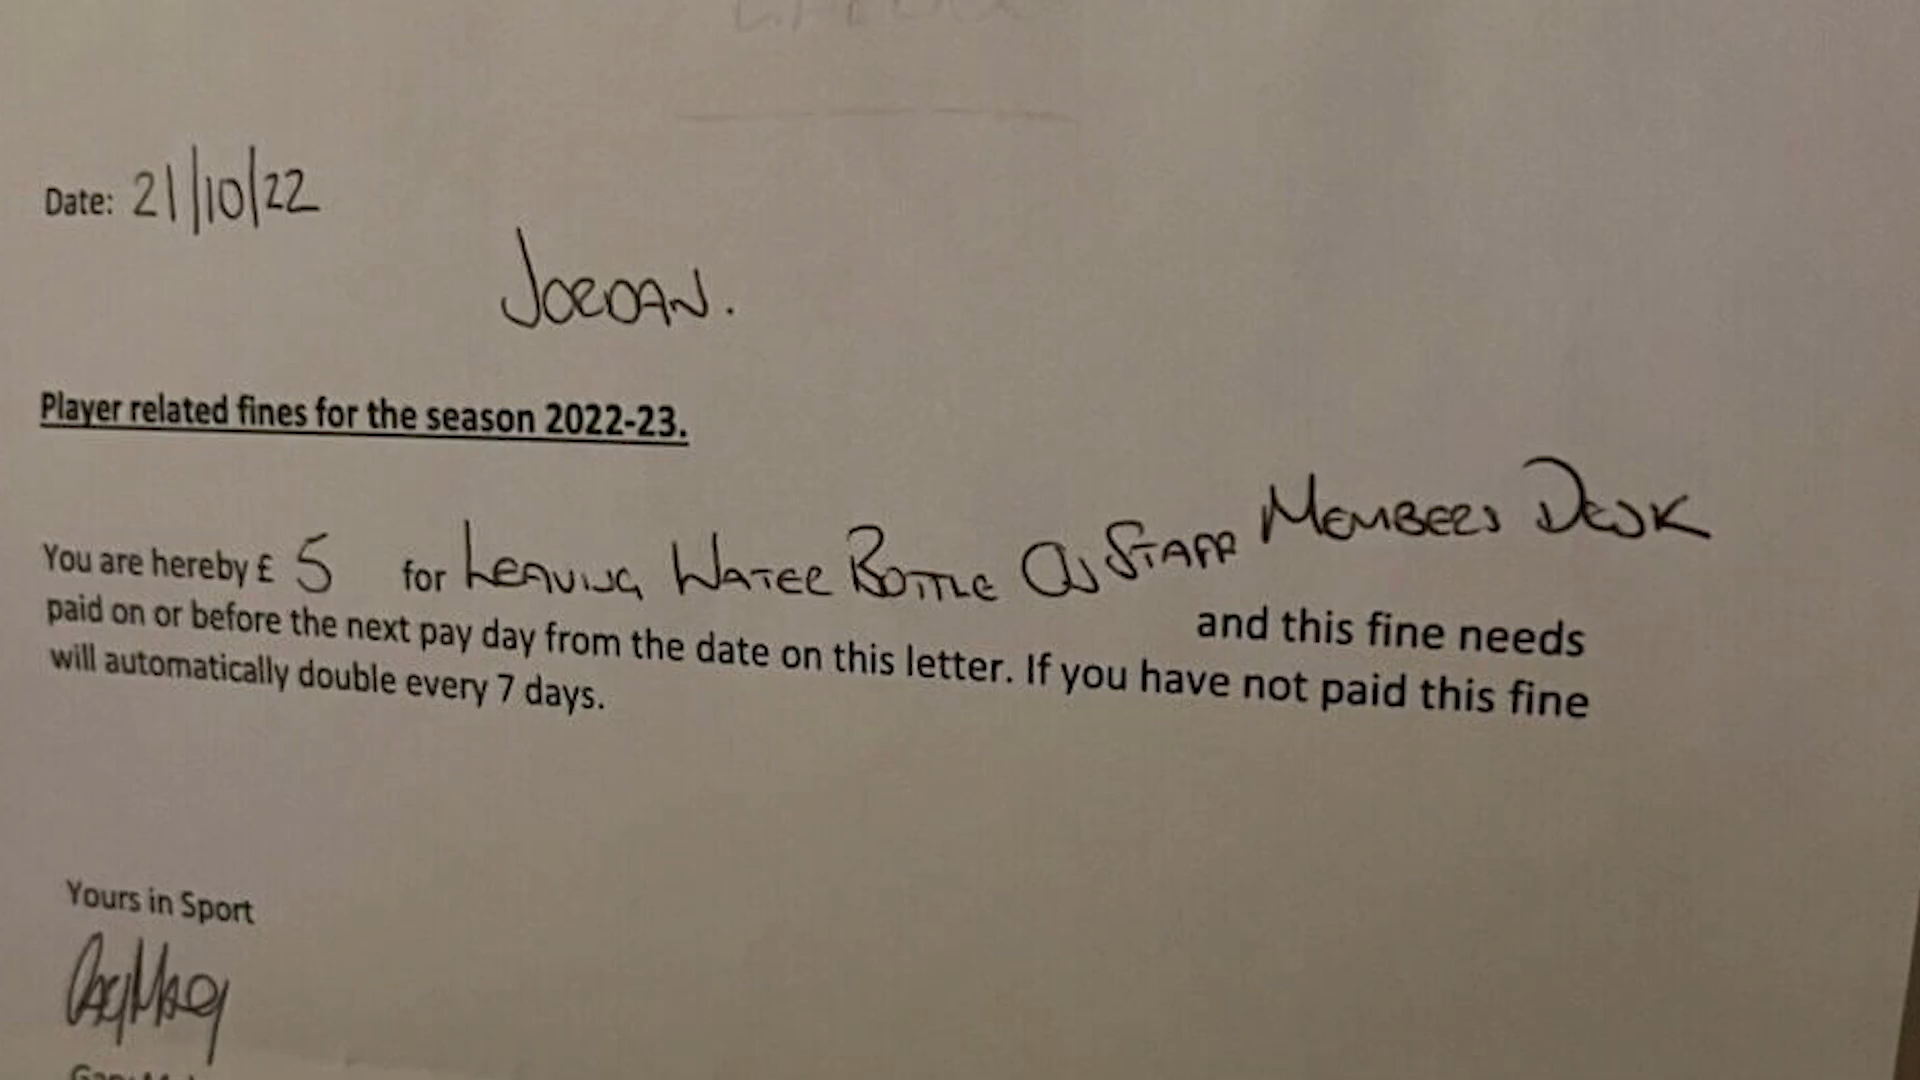 Date: 21/10/22
JORDAN.
Player related fines for the season 2022-23.
You are hereby £ 5 for LEAVING WATER BOTTLE ON STAFF MEMBERS DESK
and this fine needs
paid on or before the next pay day from the date on this letter. If you have not paid this fine
will automatically double every 7 days.
Yours in Sport